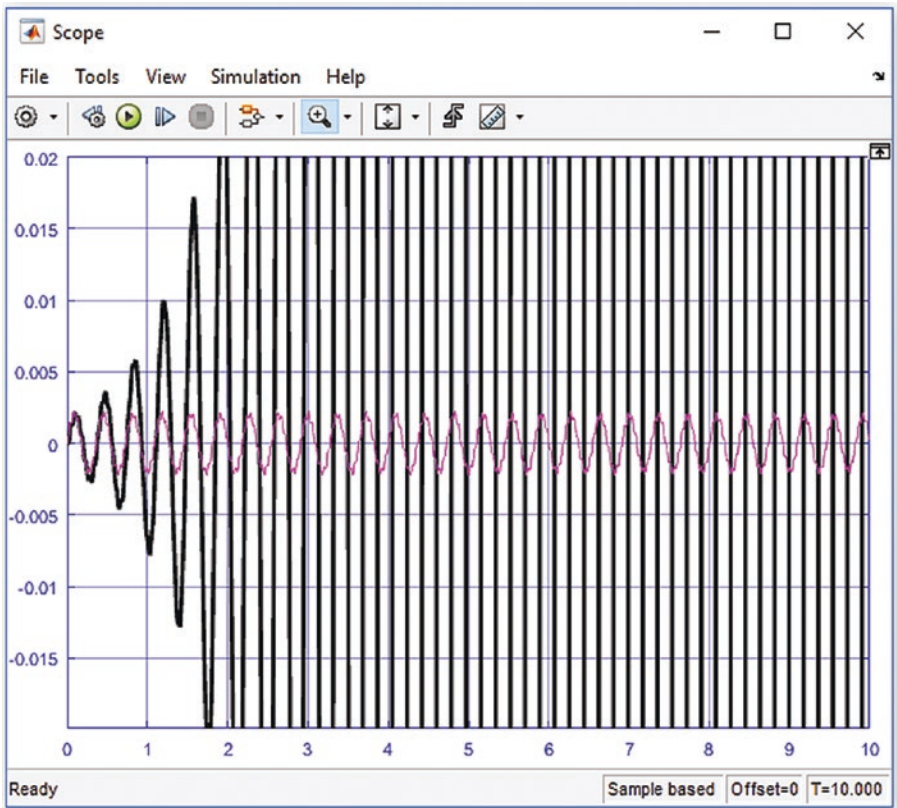 Scope
File Tools View Simulation Help
0.02
0.015
0.01
0.005
0
-0.005
-0.01
-0.015
0 1 2 3 4 5 6 7 8 9 10
Ready Sample based Offset=0 T=10.000